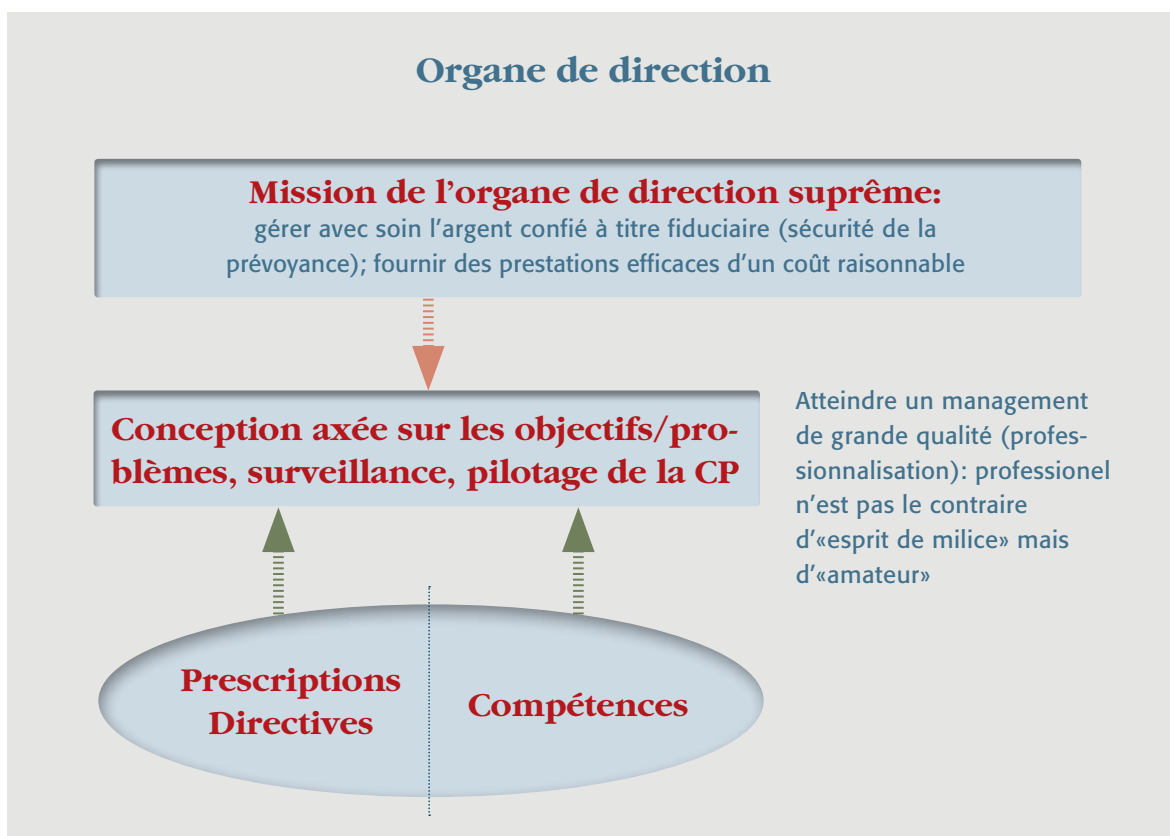 Organe de direction
Mission de l’organe de direction suprême:
gérer avec soin l’argent confié à titre fiduciaire (sécurité de la
prévoyance); fournir des prestations efficaces d’un coût raisonnable
Conception axée sur les objectifs/pro-
blèmes, surveillance, pilotage de la CP
Atteindre un management
de grande qualité (profes-
sionnalisation): professionel
n’est pas le contraire
d’«esprit de milice» mais
d’«amateur»
Prescriptions
Directives
Compétences